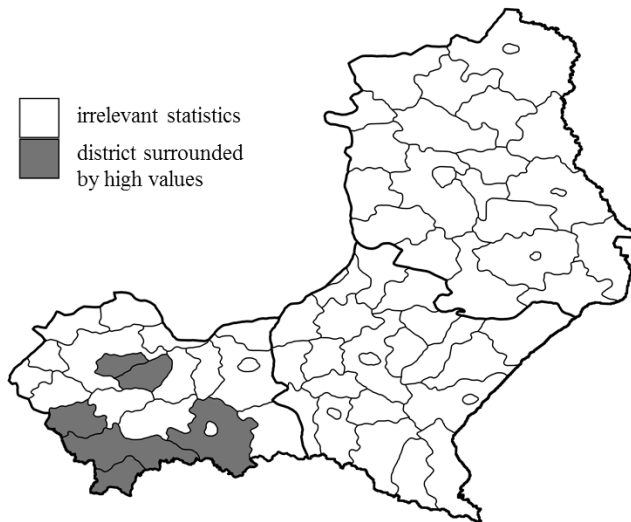 irrelevant statistics
district surrounded
by high values